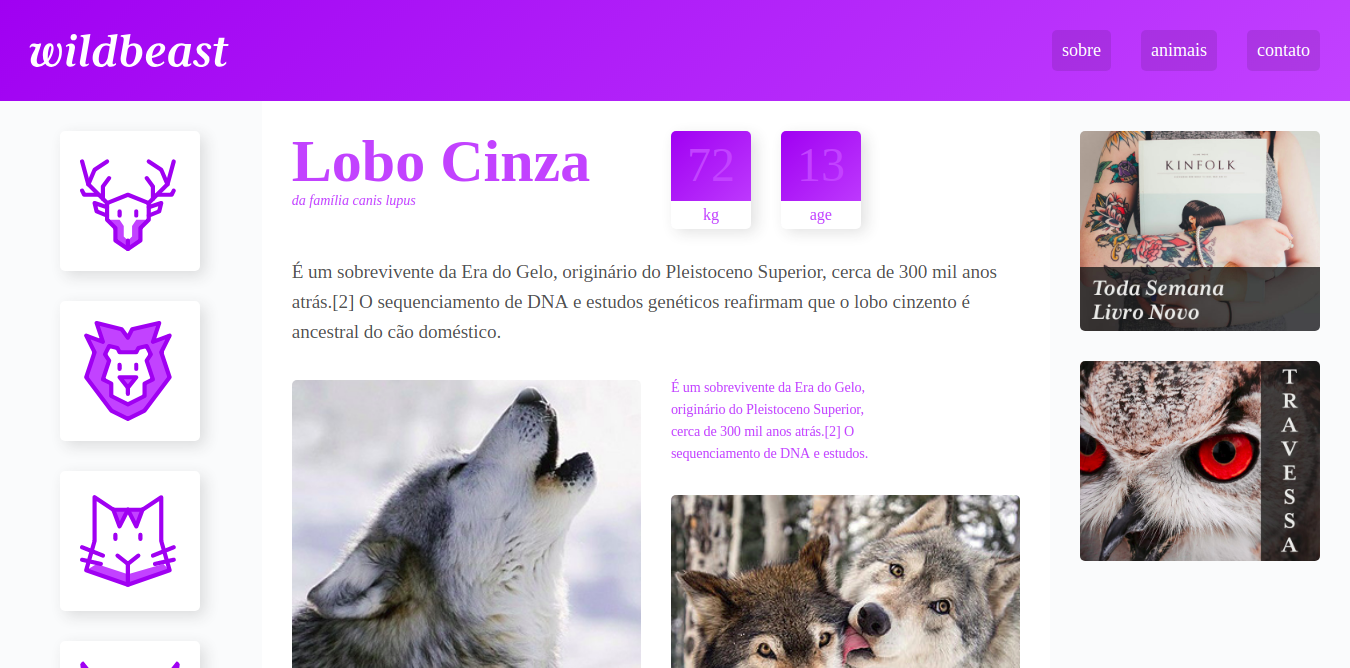 wildbeast
sobre
animais
contato
Lobo Cinza
da família canis lupus
72
kg
13
age
É um sobrevivente da Era do Gelo, originário do Pleistoceno Superior, cerca de 300 mil anos
atrás.[2] O sequenciamento de DNA e estudos genéticos reafirmam que o lobo cinzento é
ancestral do cão doméstico.
É um sobrevivente da Era do Gelo,
originário do Pleistoceno Superior,
cerca de 300 mil anos atrás.[2] O
sequenciamento de DNA e estudos.
KINFOLK
Toda Semana
Livro Novo
TRAVESSA